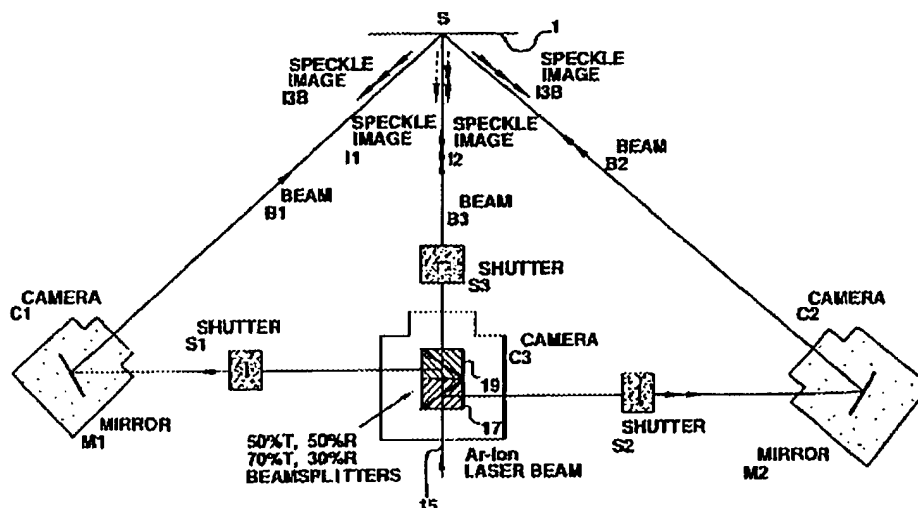 S
1
SPECKLE
IMAGE
I3B
SPECKLE
IMAGE
I3B
SPECKLE
IMAGE
I1
SPECKLE
IMAGE
I2
BEAM
B2
BEAM
B1
BEAM
B3
SHUTTER
S3
CAMERA
C1
CAMERA
C2
SHUTTER
S1
CAMERA
C3
19
17
MIRROR
M1
SHUTTER
S2
MIRROR
M2
50%T, 50%R
70%T, 30%R
BEAMSPLITTERS
Ar-Ion
LASER BEAM
15